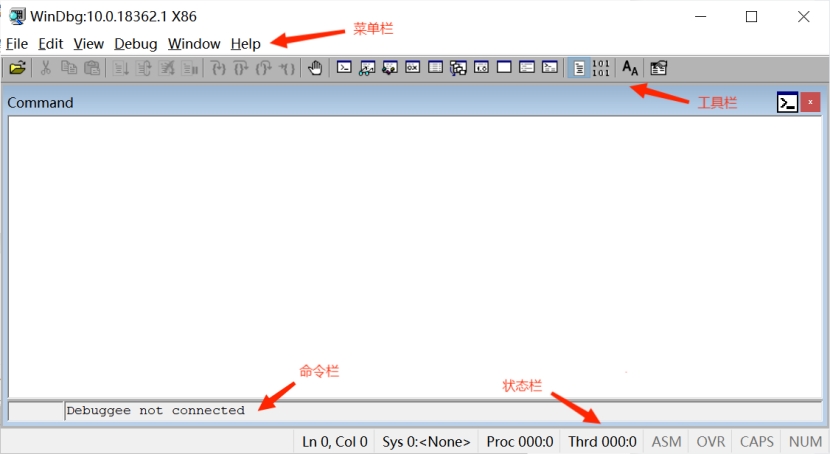 WinDbg:10.0.18362.1 X86
菜单栏
File Edit View Debug Window Help
101
101
AA
工具栏
Command
x
命令栏
状态栏
Debuggee not connected
Ln 0, Col 0 Sys 0:<None> Proc 000:0 Thrd 000:0 ASM OVR CAPS NUM